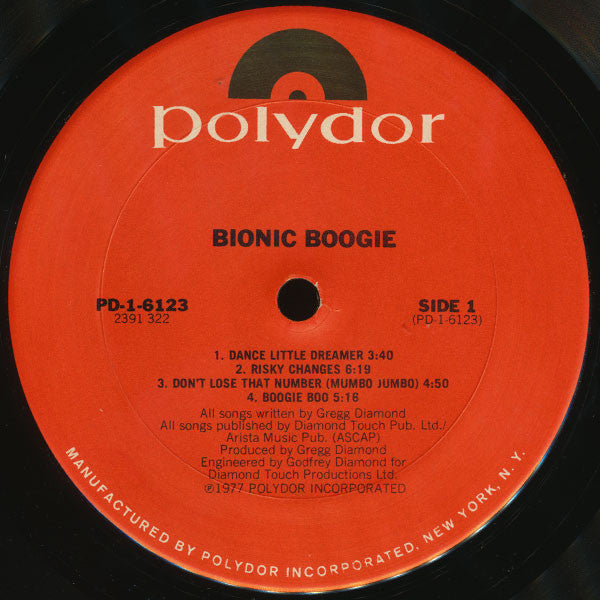 polydor
BIONIC BOOGIE
PD-1-6123
2391 322
SIDE 1
(PD-1-6123)
1. DANCE LITTLE DREAMER 3:40
2. RISKY CHANGES 6:19
3. DON'T LOSE THAT NUMBER (MUMBO JUMBO) 4:50
4. BOOGIE BOO 5:16
All songs written by Gregg Diamond
All songs published by Diamond Touch Pub. Ltd./
Arista Music Pub. (ASCAP)
Produced by Gregg Diamond
Engineered by Godfrey Diamond for
Diamond Touch Productions Ltd.
℗1977 POLYDOR INCORPORATED
MANUFACTURED BY POLYDOR INCORPORATED, NEW YORK, N. Y.